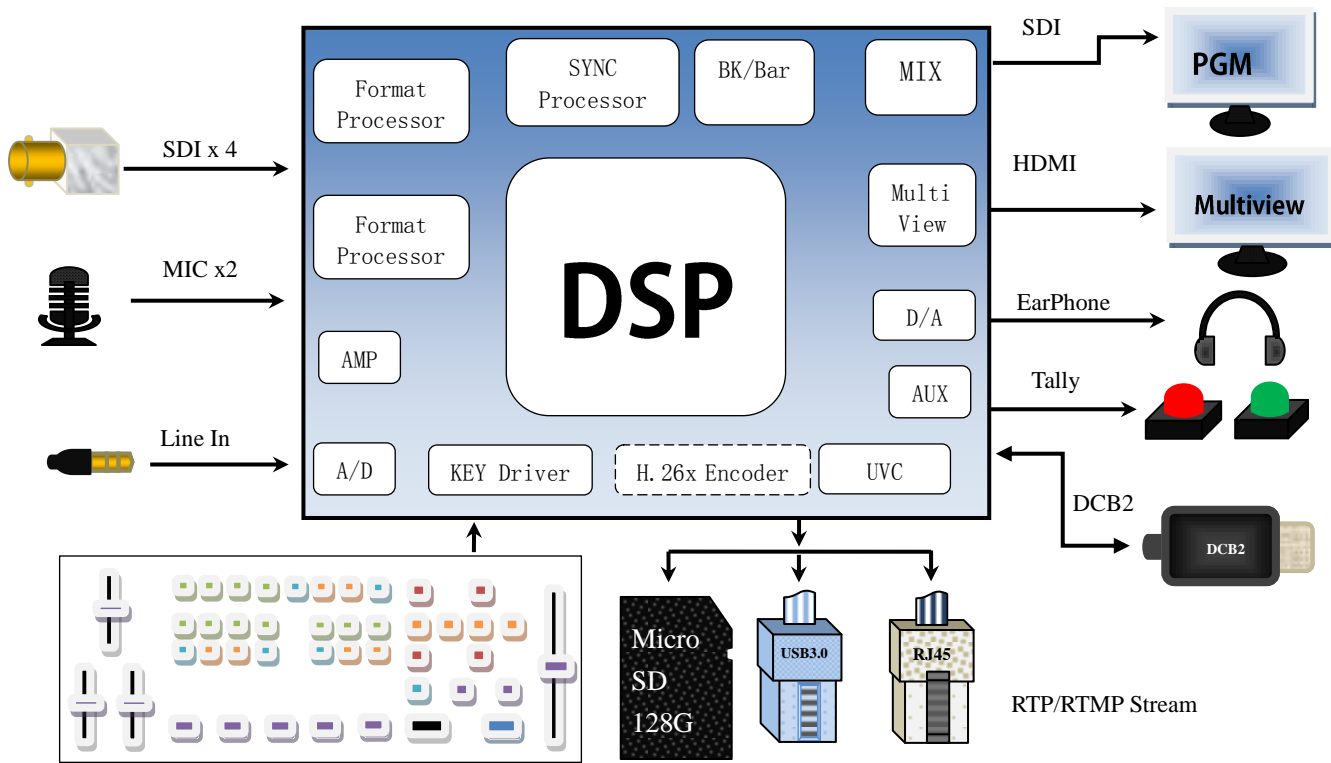 SDI x 4
MIC x2
Line In
Format
Processor
SYNC
Processor
BK/Bar
MIX
Format
Processor
DSP
Multi
View
D/A
AMP
AUX
A/D
KEY Driver
H.26x Encoder
UVC
SDI
PGM
HDMI
Multiview
EarPhone
Tally
DCB2
DCB2
Micro
SD
128G
USB3.0
RJ45
RTP/RTMP Stream